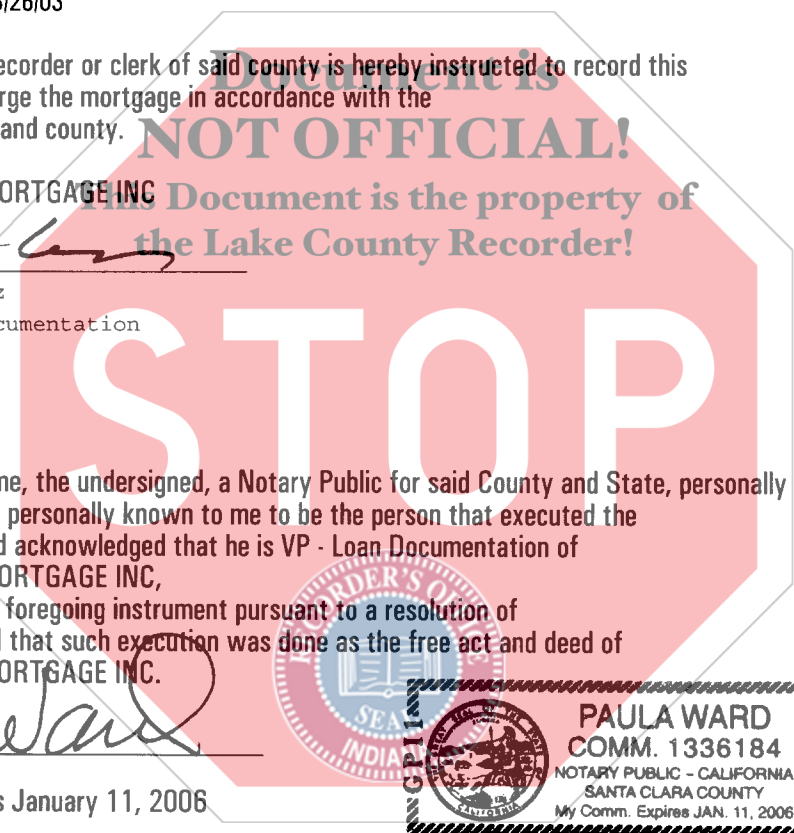 /26/03
ecorder or clerk of said county is hereby instructed to record this
rge the mortgage in accordance with the
and county.
Document is
NOT OFFICIAL!
This Document is the property of
the Lake County Recorder!
ORTGAGE INC
z
cumentation
STOP
me, the undersigned, a Notary Public for said County and State, personally
personally known to me to be the person that executed the
d acknowledged that he is VP - Loan Documentation of
ORTGAGE INC,
foregoing instrument pursuant to a resolution of
d that such execution was done as the free act and deed of
ORTGAGE INC.
Ward
s January 11, 2006
RECORDER'S OFFICE
SEAL
INDIANA
GPI1
PAULA WARD
COMM. 1336184
NOTARY PUBLIC - CALIFORNIA
SANTA CLARA COUNTY
My Comm. Expires JAN. 11, 2006